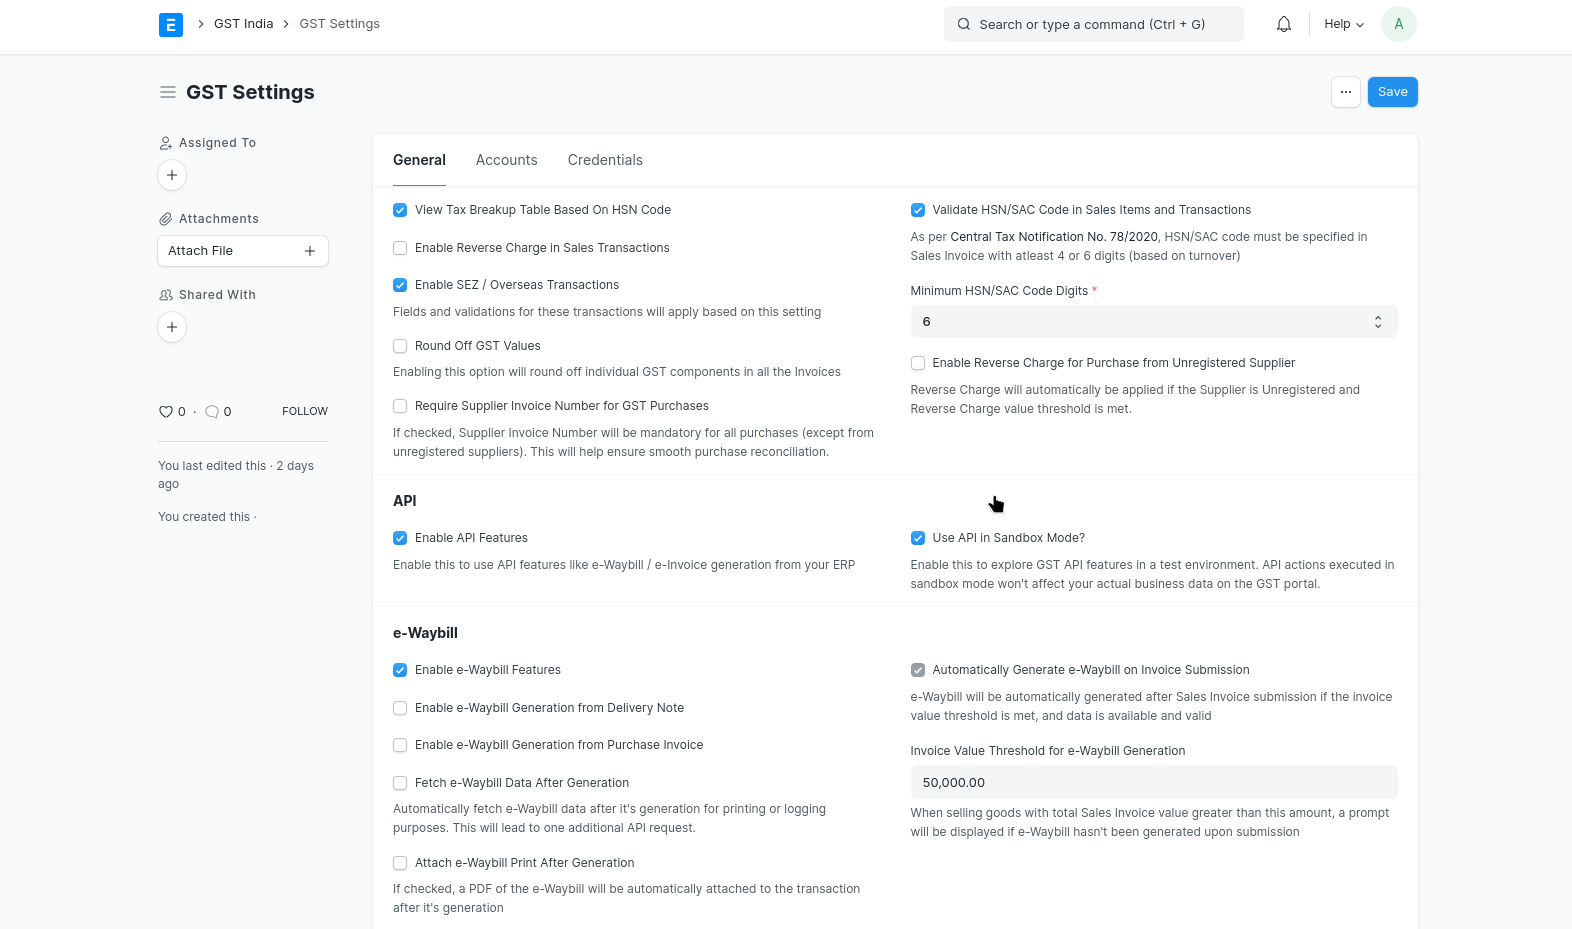 E
GST India
GST Settings
Search or type a command (Ctrl + G)
Help
A
GST Settings
Save
Assigned To
Attachments
Attach File
Shared With
0 · 0
FOLLOW
You last edited this · 2 days
ago
You created this ·
General
Accounts
Credentials
View Tax Breakup Table Based On HSN Code
Enable Reverse Charge in Sales Transactions
Enable SEZ / Overseas Transactions
Fields and validations for these transactions will apply based on this setting
Round Off GST Values
Enabling this option will round off individual GST components in all the Invoices
Require Supplier Invoice Number for GST Purchases
If checked, Supplier Invoice Number will be mandatory for all purchases (except from
unregistered suppliers). This will help ensure smooth purchase reconciliation.
Validate HSN/SAC Code in Sales Items and Transactions
As per Central Tax Notification No. 78/2020, HSN/SAC code must be specified in
Sales Invoice with atleast 4 or 6 digits (based on turnover)
Minimum HSN/SAC Code Digits *
6
Enable Reverse Charge for Purchase from Unregistered Supplier
Reverse Charge will automatically be applied if the Supplier is Unregistered and
Reverse Charge value threshold is met.
API
Enable API Features
Enable this to use API features like e-Waybill / e-Invoice generation from your ERP
Use API in Sandbox Mode?
Enable this to explore GST API features in a test environment. API actions executed in
sandbox mode won't affect your actual business data on the GST portal.
e-Waybill
Enable e-Waybill Features
Enable e-Waybill Generation from Delivery Note
Enable e-Waybill Generation from Purchase Invoice
Fetch e-Waybill Data After Generation
Automatically fetch e-Waybill data after it's generation for printing or logging
purposes. This will lead to one additional API request.
Attach e-Waybill Print After Generation
If checked, a PDF of the e-Waybill will be automatically attached to the transaction
after it's generation
Automatically Generate e-Waybill on Invoice Submission
e-Waybill will be automatically generated after Sales Invoice submission if the invoice
value threshold is met, and data is available and valid
Invoice Value Threshold for e-Waybill Generation
50,000.00
When selling goods with total Sales Invoice value greater than this amount, a prompt
will be displayed if e-Waybill hasn't been generated upon submission